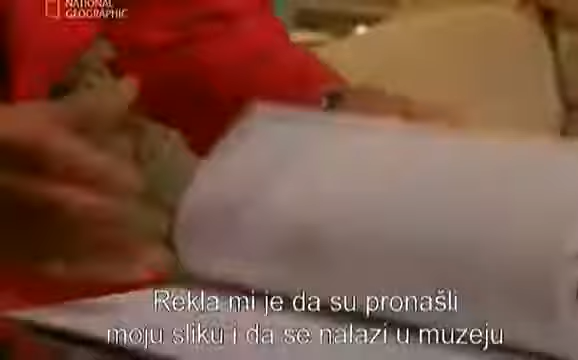 NATIONAL
GEOGRAPHIC
Rekla mi je da su pronašli
moju sliku i da se nalazi u muzeju